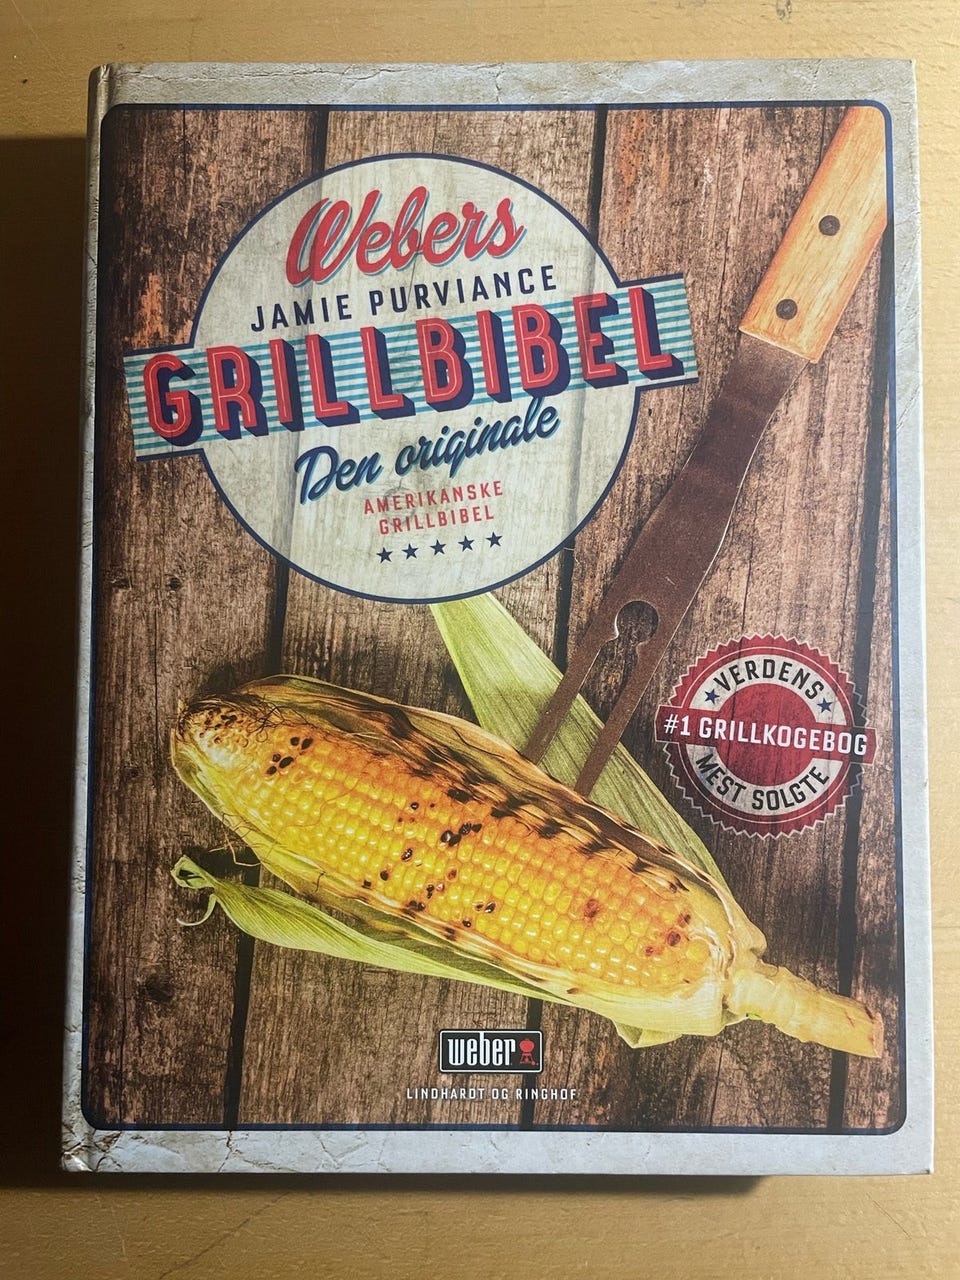 Webers
JAMIE PURVIANCE
GRILLBIBEL
Den originale
AMERIKANSKE
GRILLBIBEL
VERDENS
#1 GRILLKOGEBOG
MEST SOLGTE
weber
LINDHARDT OG RINGHOF